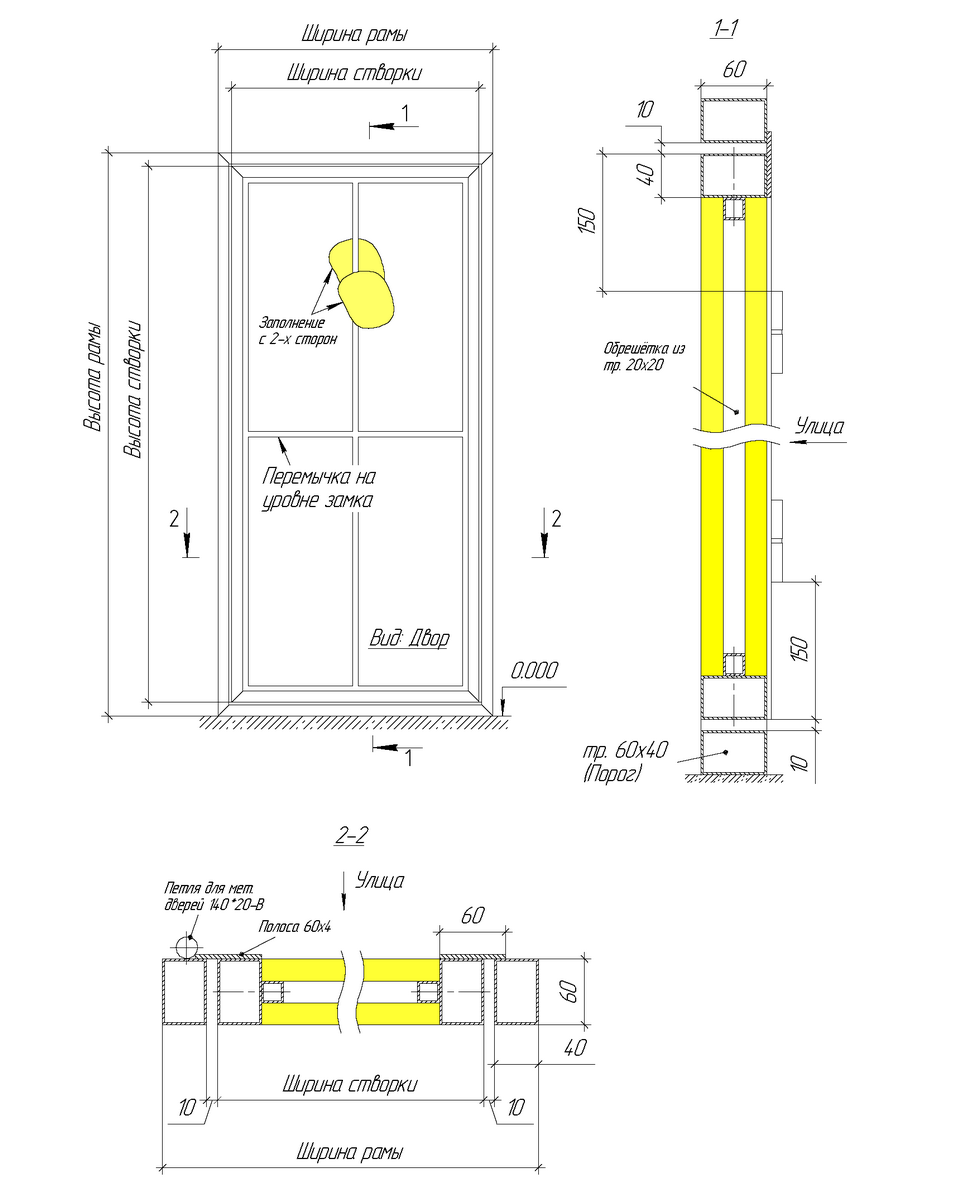 Ширина рамы
Ширина створки
1
Высота рамы
Высота створки
Заполнение
с 2-х сторон
Перемычка на
уровне замка
2
2
Вид: Двор
0.000
1
1-1
60
10
40
150
Обрешётка из
тр. 20х20
Улица
150
10
тр. 60х40
(Порог)
2-2
Улица
Петля для мет.
дверей 140*20-В
Полоса 60х4
60
60
40
Ширина створки
10
10
Ширина рамы